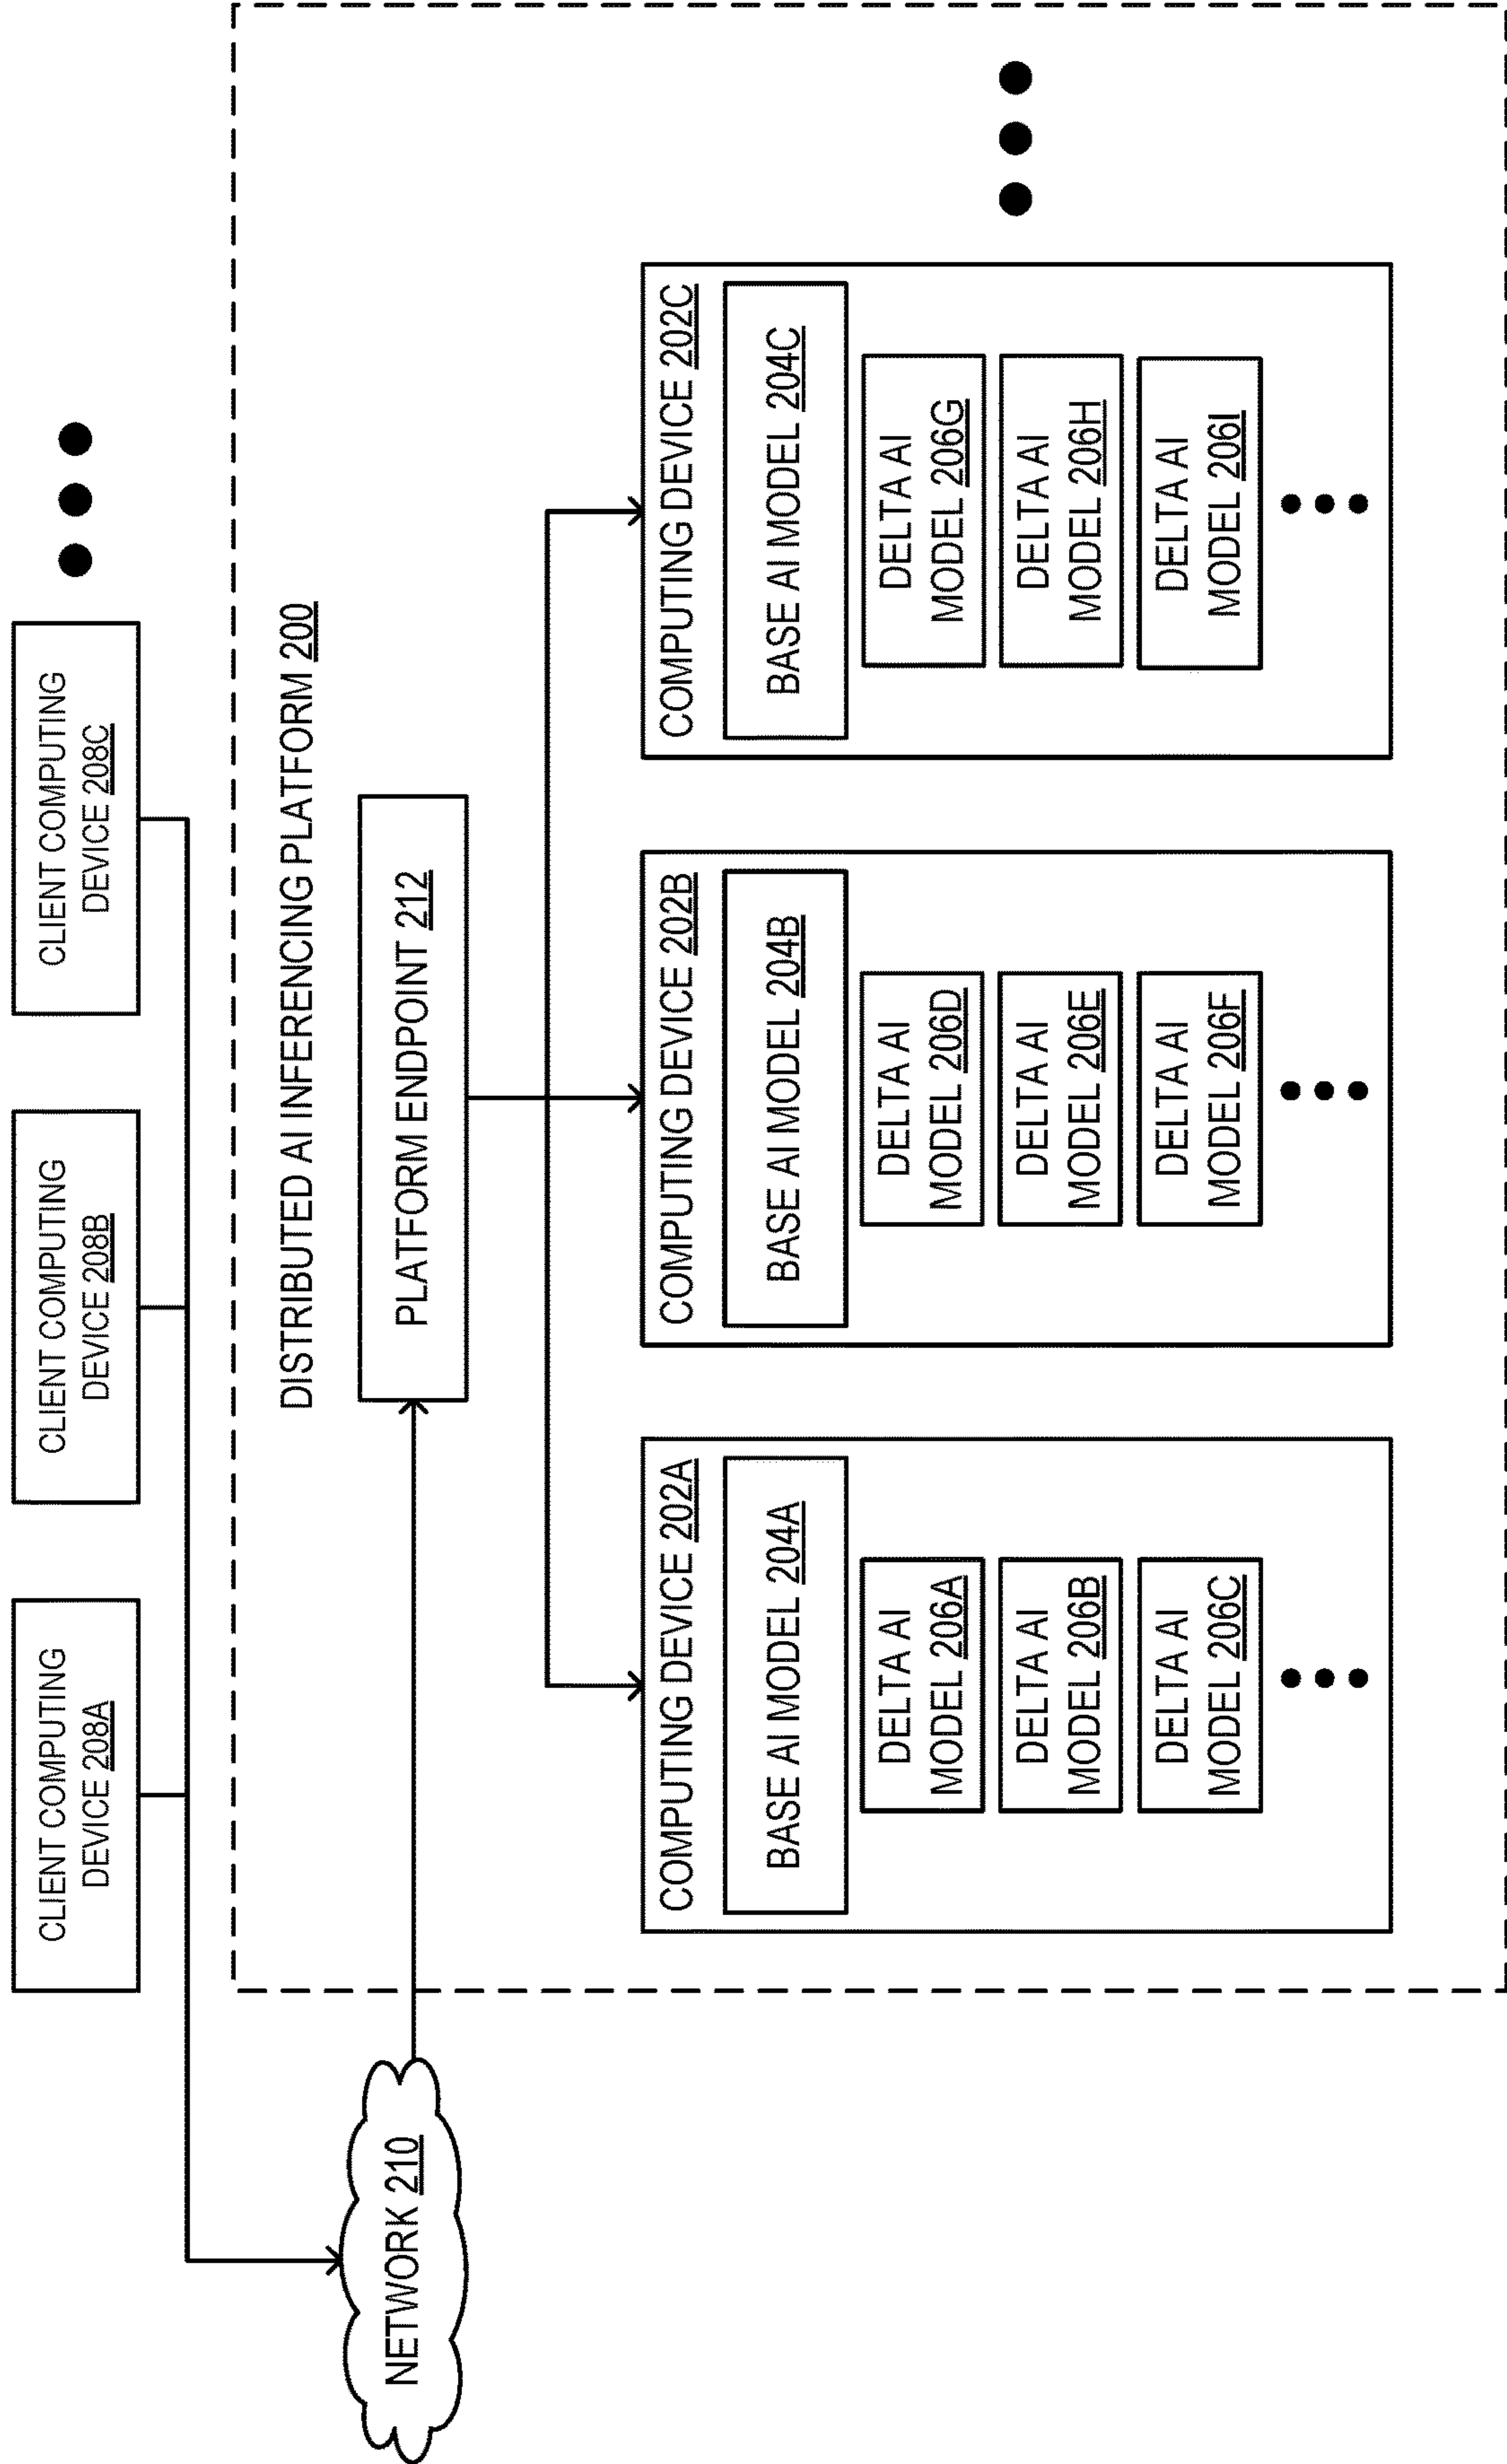 CLIENT COMPUTING
DEVICE 208A
CLIENT COMPUTING
DEVICE 208B
CLIENT COMPUTING
DEVICE 208C
NETWORK 210
DISTRIBUTED AI INFERENCING PLATFORM 200
PLATFORM ENDPOINT 212
COMPUTING DEVICE 202A
BASE AI MODEL 204A
DELTA AI
MODEL 206A
DELTA AI
MODEL 206B
DELTA AI
MODEL 206C
COMPUTING DEVICE 202B
BASE AI MODEL 204B
DELTA AI
MODEL 206D
DELTA AI
MODEL 206E
DELTA AI
MODEL 206F
COMPUTING DEVICE 202C
BASE AI MODEL 204C
DELTA AI
MODEL 206G
DELTA AI
MODEL 206H
DELTA AI
MODEL 206I